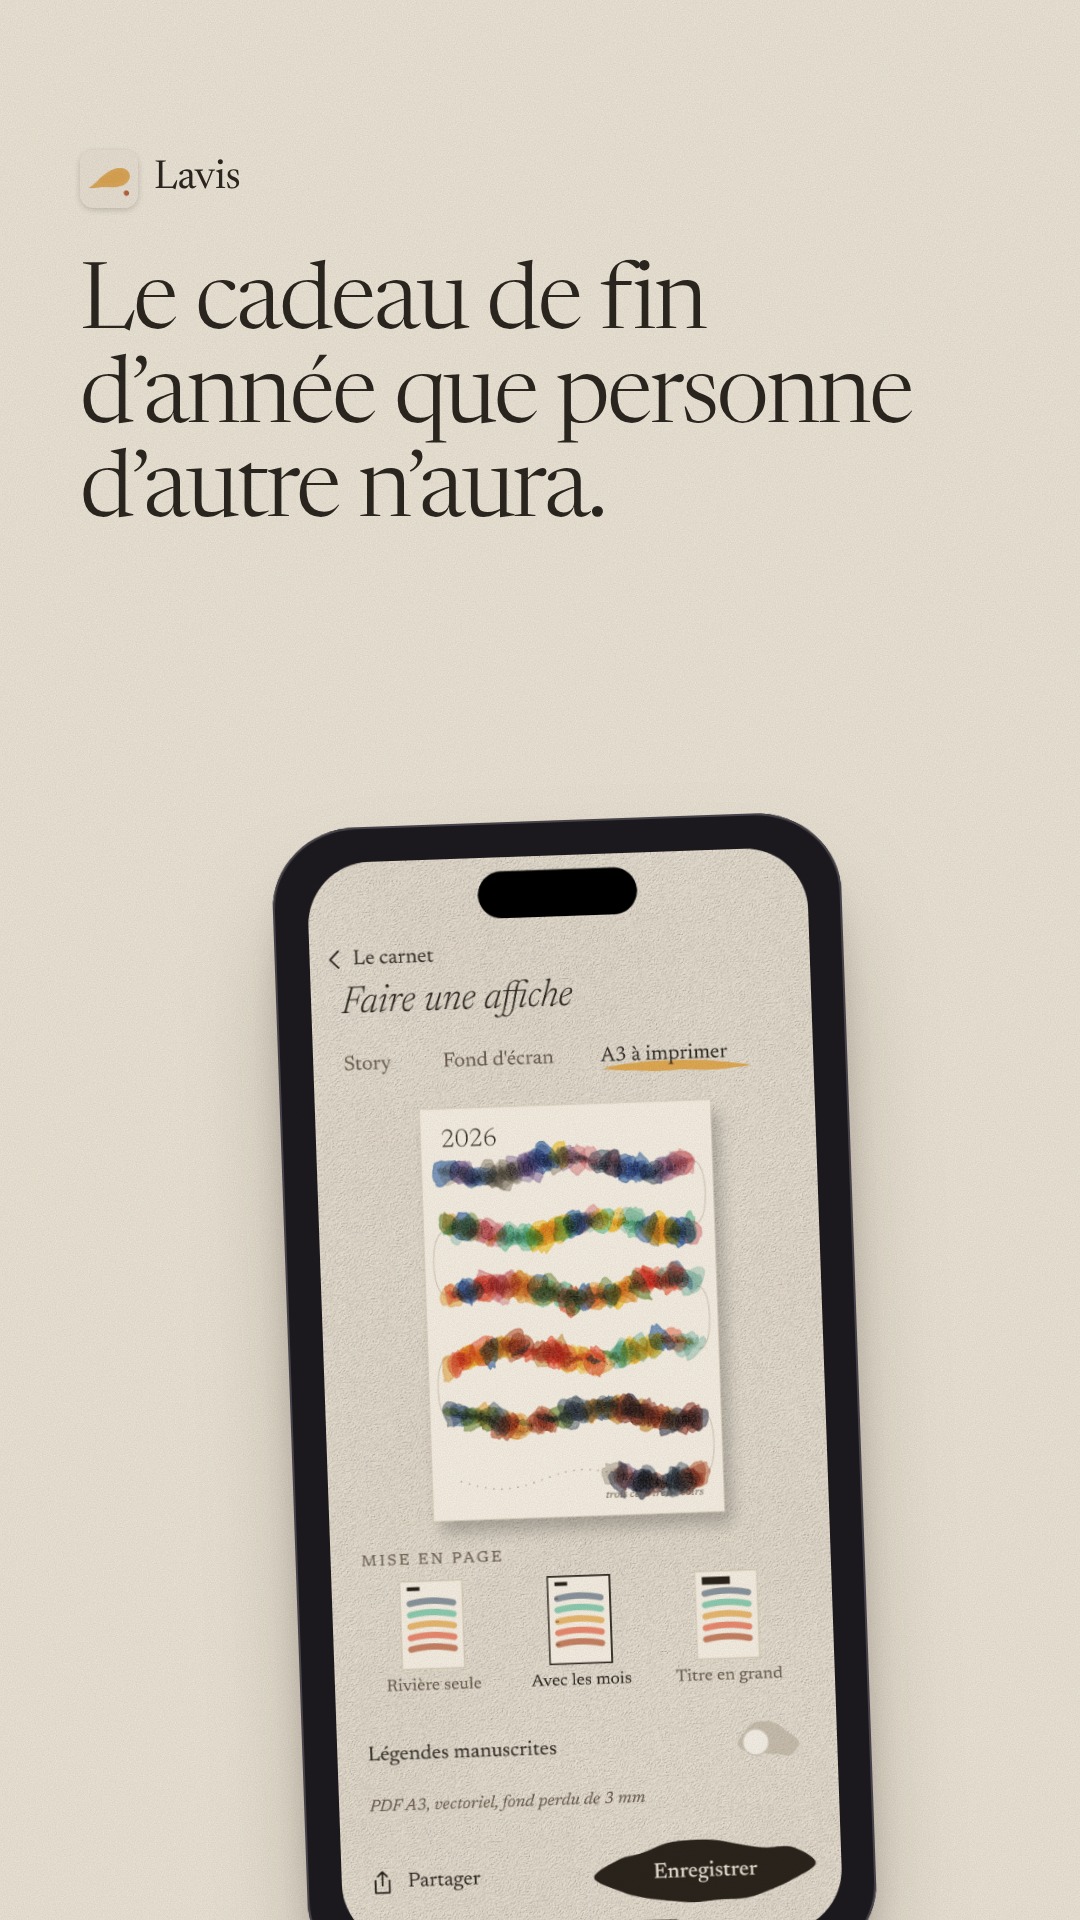 Lavis
Le cadeau de fin
d’année que personne
d’autre n’aura.
Le carnet
Faire une affiche
Story
Fond d'écran
A3 à imprimer
2026
MISE EN PAGE
Rivière seule
Avec les mois
Titre en grand
Légendes manuscrites
PDF A3, vectoriel, fond perdu de 3 mm
Partager
Enregistrer